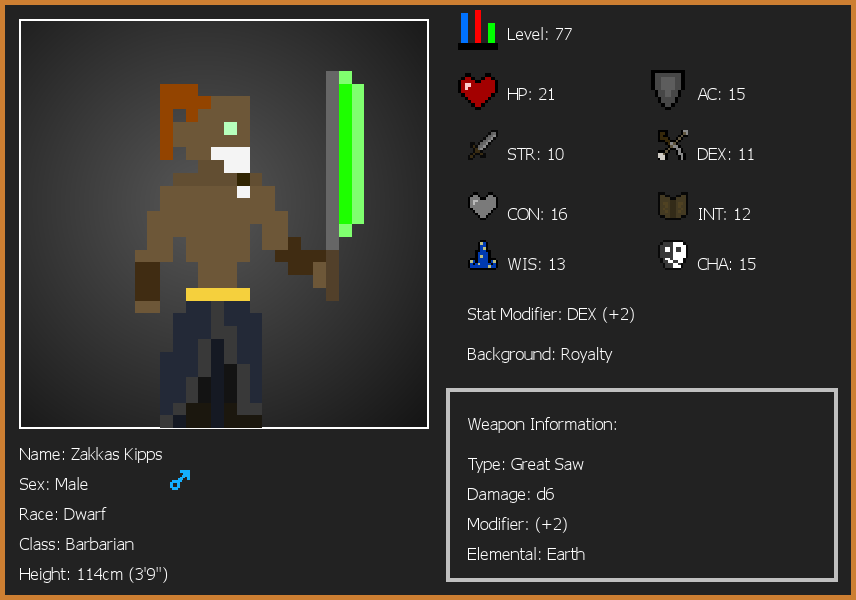 Level: 77
HP: 21
AC: 15
STR: 10
DEX: 11
CON: 16
INT: 12
WIS: 13
CHA: 15
Stat Modifier: DEX (+2)
Background: Royalty
Weapon Information:
Type: Great Saw
Damage: d6
Modifier: (+2)
Elemental: Earth
Name: Zakkas Kipps
Sex: Male
Race: Dwarf
Class: Barbarian
Height: 114cm (3'9")